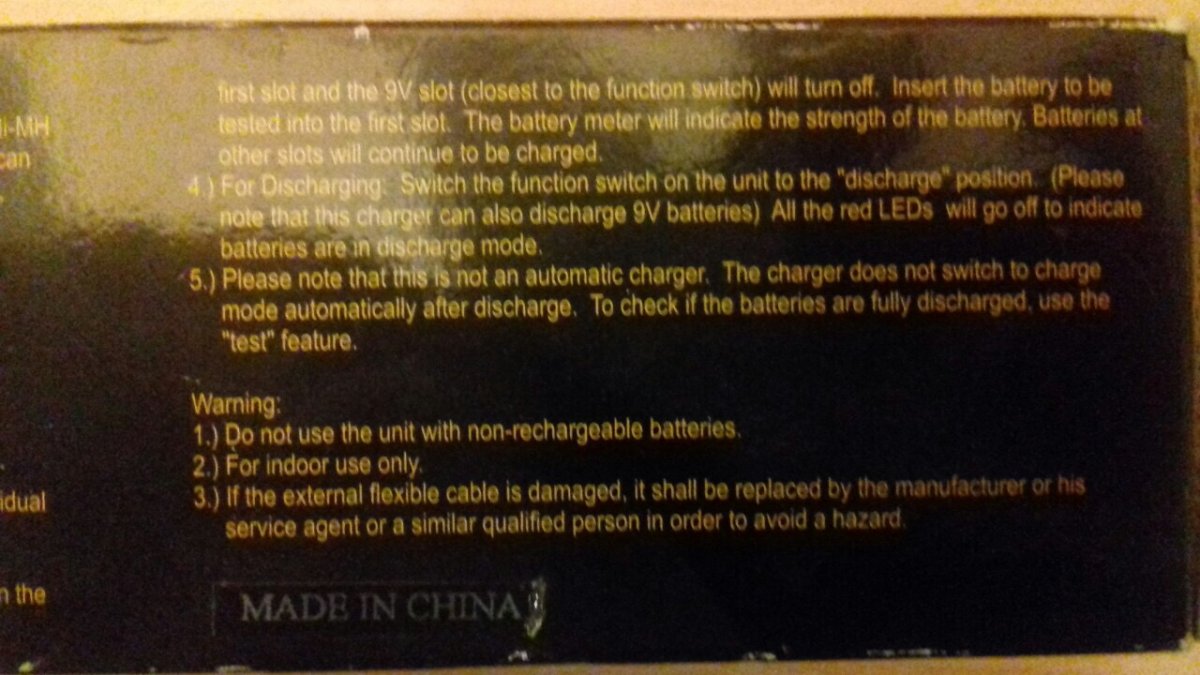 i-MH
can
idual
n the
first slot and the 9V slot (closest to the function switch) will turn off. Insert the battery to be
tested into the first slot. The battery meter will indicate the strength of the battery. Batteries at
other slots will continue to be charged.
4.) For Discharging: Switch the function switch on the unit to the "discharge" position. (Please
note that this charger can also discharge 9V batteries) All the red LEDs will go off to indicate
batteries are in discharge mode.
5.) Please note that this is not an automatic charger. The charger does not switch to charge
mode automatically after discharge. To check if the batteries are fully discharged, use the
"test" feature.
Warning:
1.) Do not use the unit with non-rechargeable batteries.
2.) For indoor use only.
3.) If the external flexible cable is damaged, it shall be replaced by the manufacturer or his
service agent or a similar qualified person in order to avoid a hazard.
MADE IN CHINA